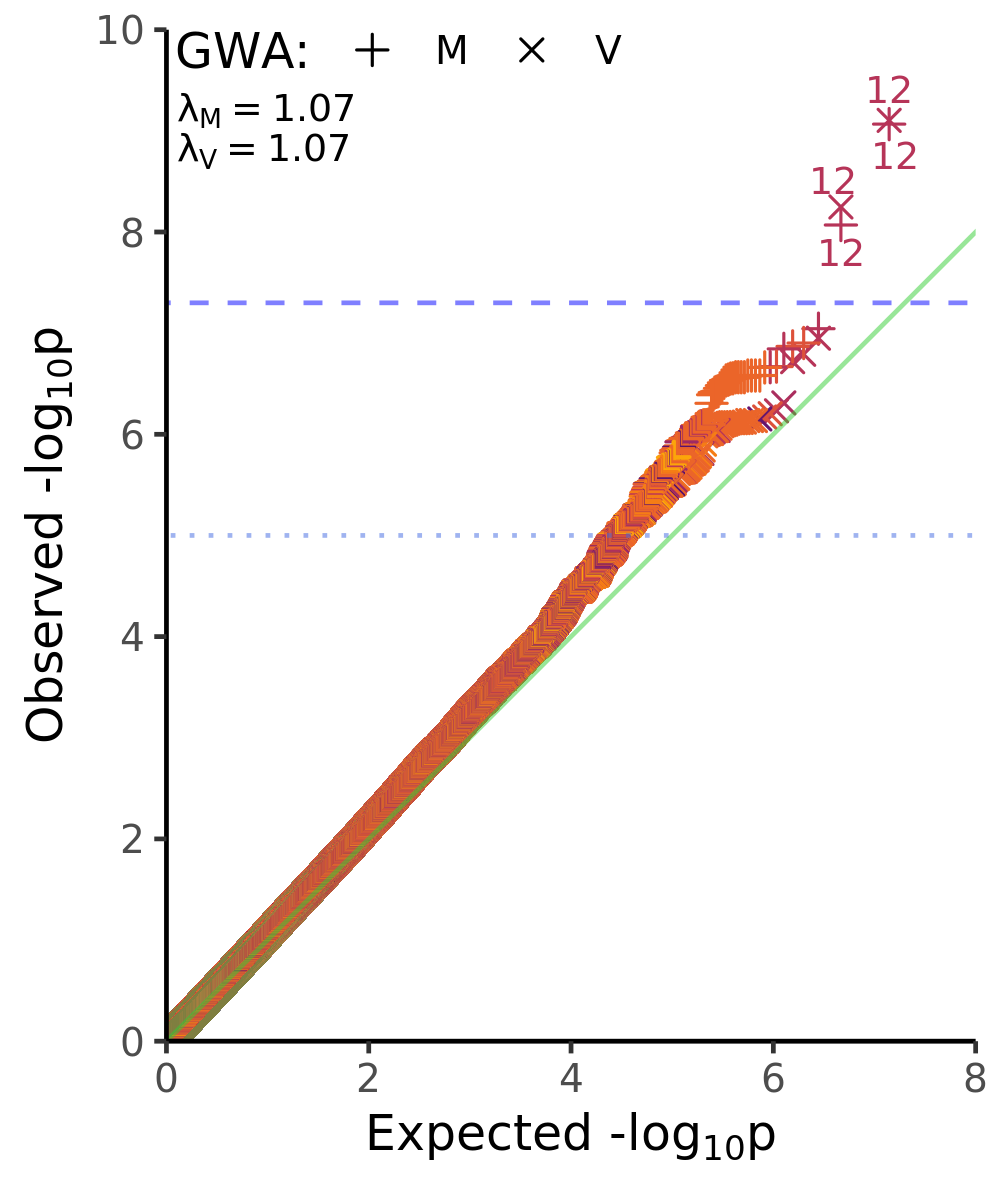 10
GWA: + M × V
λM = 1.07
λV = 1.07
12
12
12
8
12
6
4
2
0
0 2 4 6 8
Observed -log10p
Expected -log10p